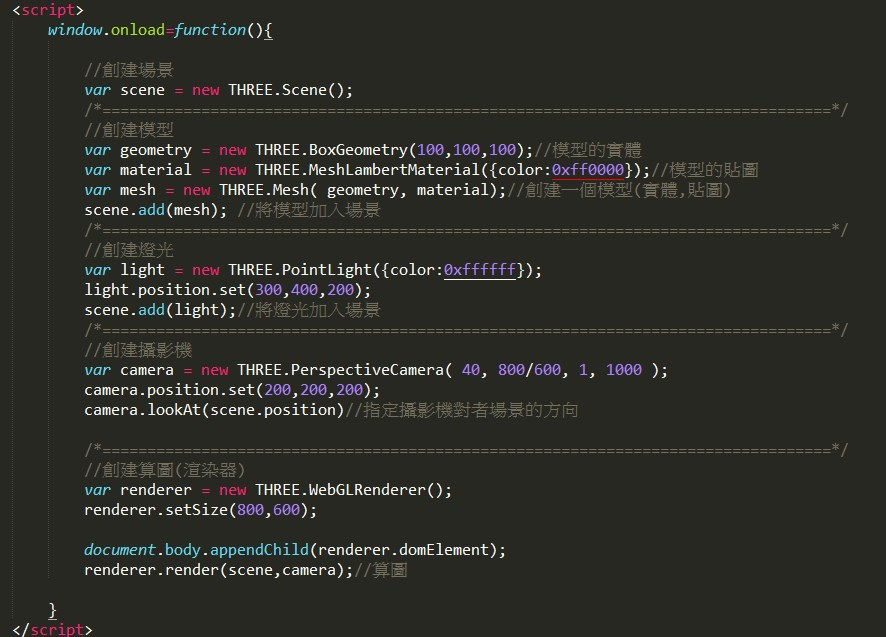 <script>
window.onload=function(){
//創建場景
var scene = new THREE.Scene();
/*=================================================================================*/
//創建模型
var geometry = new THREE.BoxGeometry(100,100,100);//模型的實體
var material = new THREE.MeshLambertMaterial({color:0xff0000});//模型的貼圖
var mesh = new THREE.Mesh( geometry, material);//創建一個模型(實體,貼圖)
scene.add(mesh); //將模型加入場景
/*=================================================================================*/
//創建燈光
var light = new THREE.PointLight({color:0xffffff});
light.position.set(300,400,200);
scene.add(light);//將燈光加入場景
/*=================================================================================*/
//創建攝影機
var camera = new THREE.PerspectiveCamera( 40, 800/600, 1, 1000 );
camera.position.set(200,200,200);
camera.lookAt(scene.position)//指定攝影機對者場景的方向
/*=================================================================================*/
//創建算圖(渲染器)
var renderer = new THREE.WebGLRenderer();
renderer.setSize(800,600);
document.body.appendChild(renderer.domElement);
renderer.render(scene,camera);//算圖
}
</script>